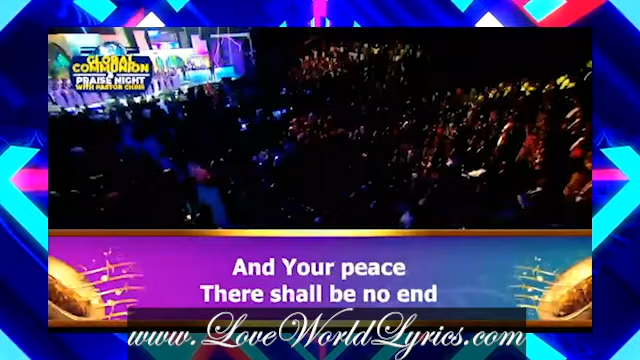 GLOBAL
COMMUNION
PRAISE NIGHT
WITH PASTOR CHRIS
And Your peace
There shall be no end
www.LoveWorldLyrics.com